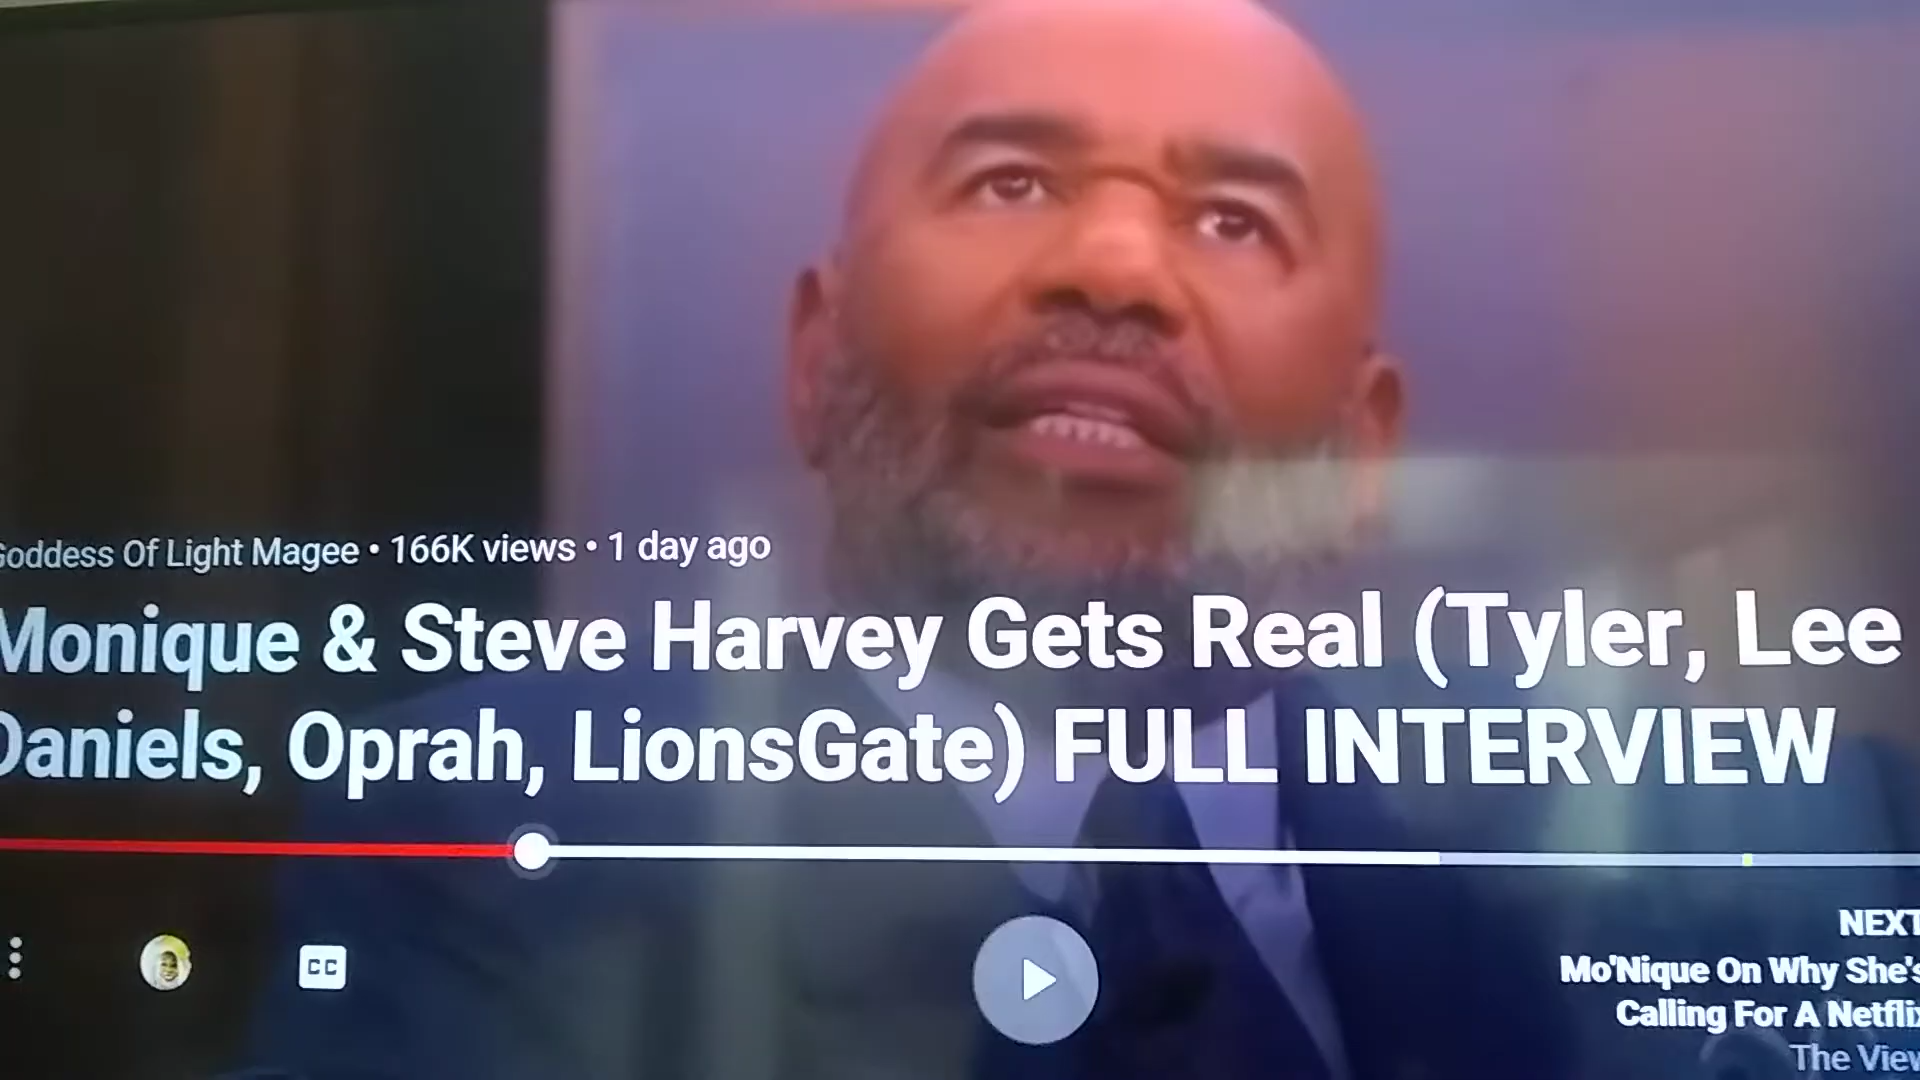 Goddess Of Light Magee • 166K views • 1 day ago
Monique & Steve Harvey Gets Real (Tyler, Lee
Daniels, Oprah, LionsGate) FULL INTERVIEW
CC
NEXT
Mo'Nique On Why She's
Calling For A Netflix
The View